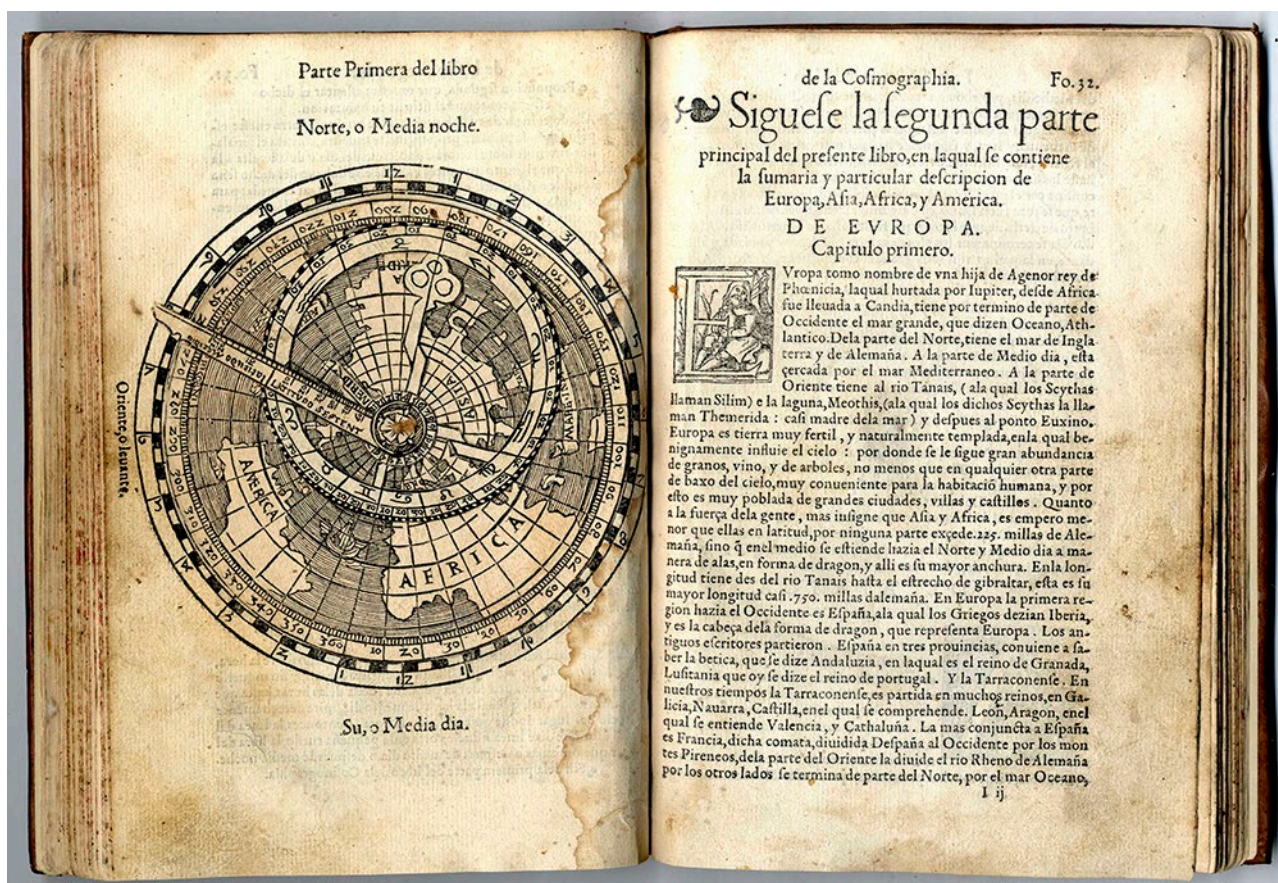 Parte Primera del libro
Norte, o Media noche.
Oriente, o leuante.
AMERICA
AFRICA
ASIA
Su, o Media dia.
de la Cosmographia. Fo.32.
Siguese la segunda parte
principal del presente libro, en laqual se contiene
la sumaria y particular descripcion de
Europa, Asia, Africa, y America.
DE EVROPA.
Capitulo primero.
Vropa tomo nombre de vna hija de Agenor rey de
Phœnicia, laqual hurtada por Iupiter, desde Africa
fue lleuada a Candia, tiene por termino de parte de
Occidente el mar grande, que dizen Oceano, Ath-
lantico. Dela parte del Norte, tiene el mar de Ingla
terra y de Alemaña. A la parte de Medio dia, esta
çercada por el mar Mediterraneo. A la parte de
Oriente tiene al rio Tanais, (ala qual los Scythas
llaman Silim) e la laguna, Meothis, (ala qual los dichos Scythas la lla-
man Themerida : casi madre dela mar) y despues al ponto Euxino.
Europa es tierra muy fertil, y naturalmente templada, enla qual be-
nignamente influie el cielo : por donde se le sigue gran abundancia
de granos, vino, y de arboles, no menos que en qualquier otra parte
de baxo del cielo, muy conueniente para la habitaciõ humana, y por
esto es muy poblada de grandes ciudades, villas y castillos. Quanto
a la fuerça dela gente, mas insigne que Asia y Africa, es empero me-
nor que ellas en latitud, por ninguna parte exçede .225. millas de Ale-
maña, sino q̃ enel medio se estiende hazia el Norte y Medio dia a ma-
nera de alas, en forma de dragon, y alli es su mayor anchura. Enla lon-
gitud tiene des del rio Tanais hasta el estrecho de gibraltar, esta es su
mayor longitud casi .750. millas dalemaña. En Europa la primera re-
gion hazia el Occidente es España, ala qual los Griegos dezian Iberia,
y es la cabeça dela forma de dragon, que representa Europa. Los an-
tiguos escritores partieron. España en tres prouincias, conuiene a sa-
ber la betica, que se dize Andaluzia, en laqual es el reino de Granada,
Lusitania que oy se dize el reino de portugal. Y la Tarraconense. En
nuestros tiempos la Tarraconense, es partida en muchos reinos, en Ga-
licia, Nauarra, Castilla, enel qual se comprehende. Leoñ, Aragon, enel
qual se entiende Valencia, y Cathaluña. La mas conjuncta a España
es Francia, dicha comata, diuidida Despaña al Occidente por los mon
tes Pireneos, dela parte del Oriente la diuide el rio Rheno de Alemaña
por los otros lados se termina de parte del Norte, por el mar Oceano,
I ij